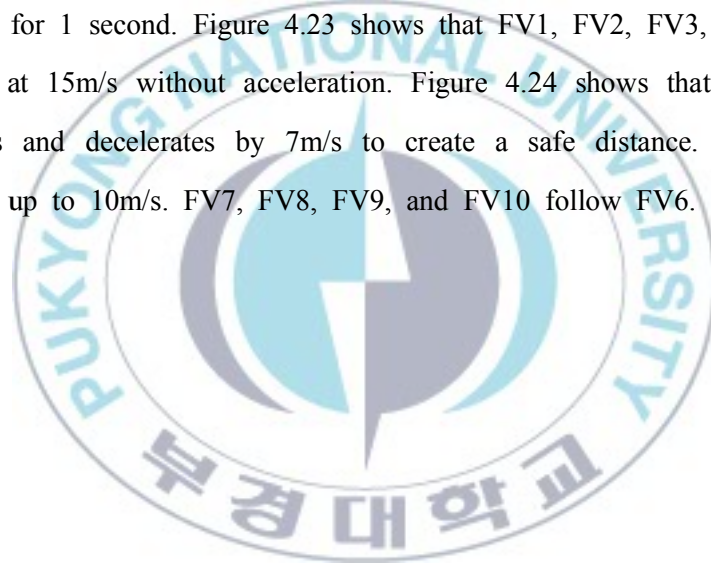 for 1 second. Figure 4.23 shows that FV1, FV2, FV3,
at 15m/s without acceleration. Figure 4.24 shows that
and decelerates by 7m/s to create a safe distance.
up to 10m/s. FV7, FV8, FV9, and FV10 follow FV6.
PUKYONG NATIONAL UNIVERSITY
부경대학교